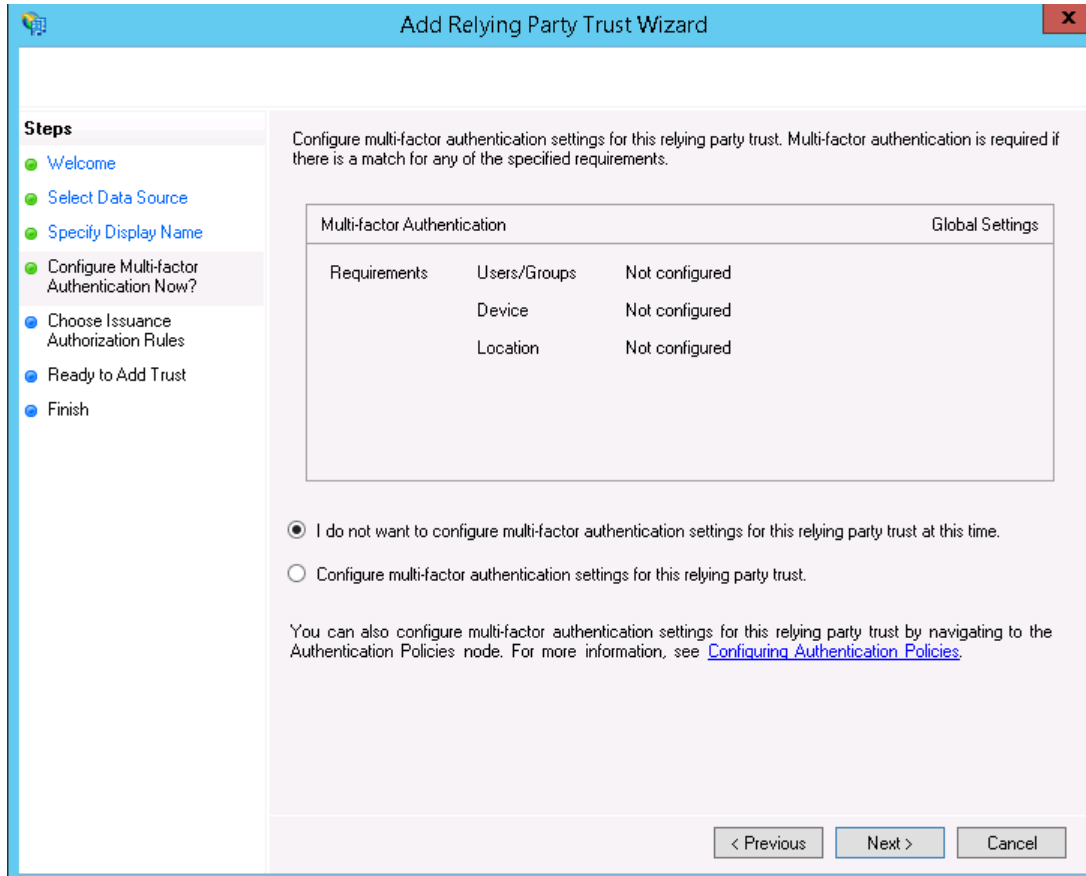 Add Relying Party Trust Wizard
x
Steps
Welcome
Select Data Source
Specify Display Name
Configure Multi-factor
Authentication Now?
Choose Issuance
Authorization Rules
Ready to Add Trust
Finish
Configure multi-factor authentication settings for this relying party trust. Multi-factor authentication is required if
there is a match for any of the specified requirements.
Multi-factor Authentication Global Settings
Requirements Users/Groups Not configured
Device Not configured
Location Not configured
I do not want to configure multi-factor authentication settings for this relying party trust at this time.
Configure multi-factor authentication settings for this relying party trust.
You can also configure multi-factor authentication settings for this relying party trust by navigating to the
Authentication Policies node. For more information, see Configuring Authentication Policies.
< Previous Next > Cancel